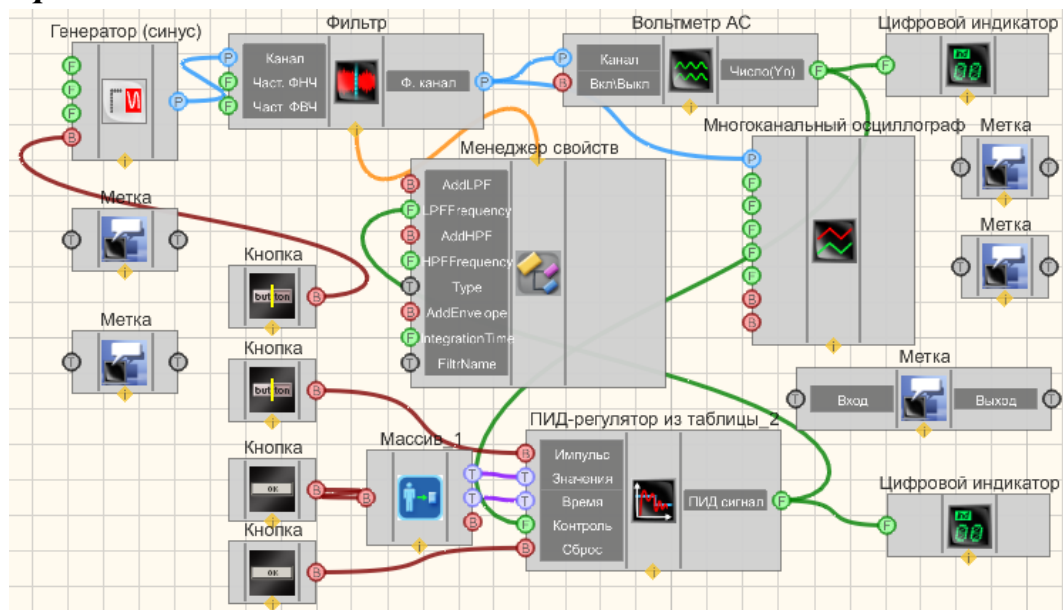 Генератор (синус)
P
F
F
F
B
Фильтр
Канал
Част. ФНЧ
Част. ФВЧ
Ф. канал
P
F
F
P
Вольтметр AC
Канал
Вкл\Выкл
Число(Yn)
P
B
F
Цифровой индикатор
F
Многоканальный осциллограф
P
F
F
F
F
F
B
B
Метка
T
T
Метка
T
T
Метка
T
T
Метка
T
T
Кнопка
button
B
Кнопка
button
B
Кнопка
OK
B
Кнопка
OK
B
Менеджер свойств
B
AddLPF
F
LPFFrequency
B
AddHPF
F
HPFFrequency
T
Type
B
AddEnve ope
F
IntegrationTime
T
FiltrName
Массив_1
B
T
T
B
ПИД-регулятор из таблицы_2
B
Импульс
T
Значения
T
Время
F
Контроль
B
Сброс
ПИД сигнал
F
Метка
T
Вход
Выход
T
Цифровой индикатор
F